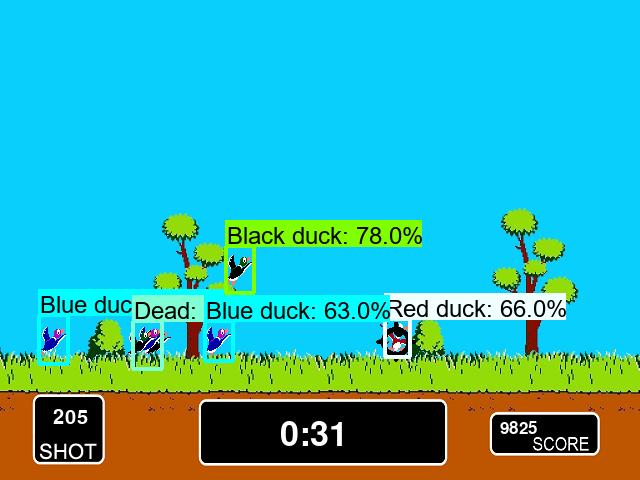 Black duck: 78.0%
Blue duc
Dead:
Blue duck: 63.0%
Red duck: 66.0%
205
SHOT
0:31
9825
SCORE